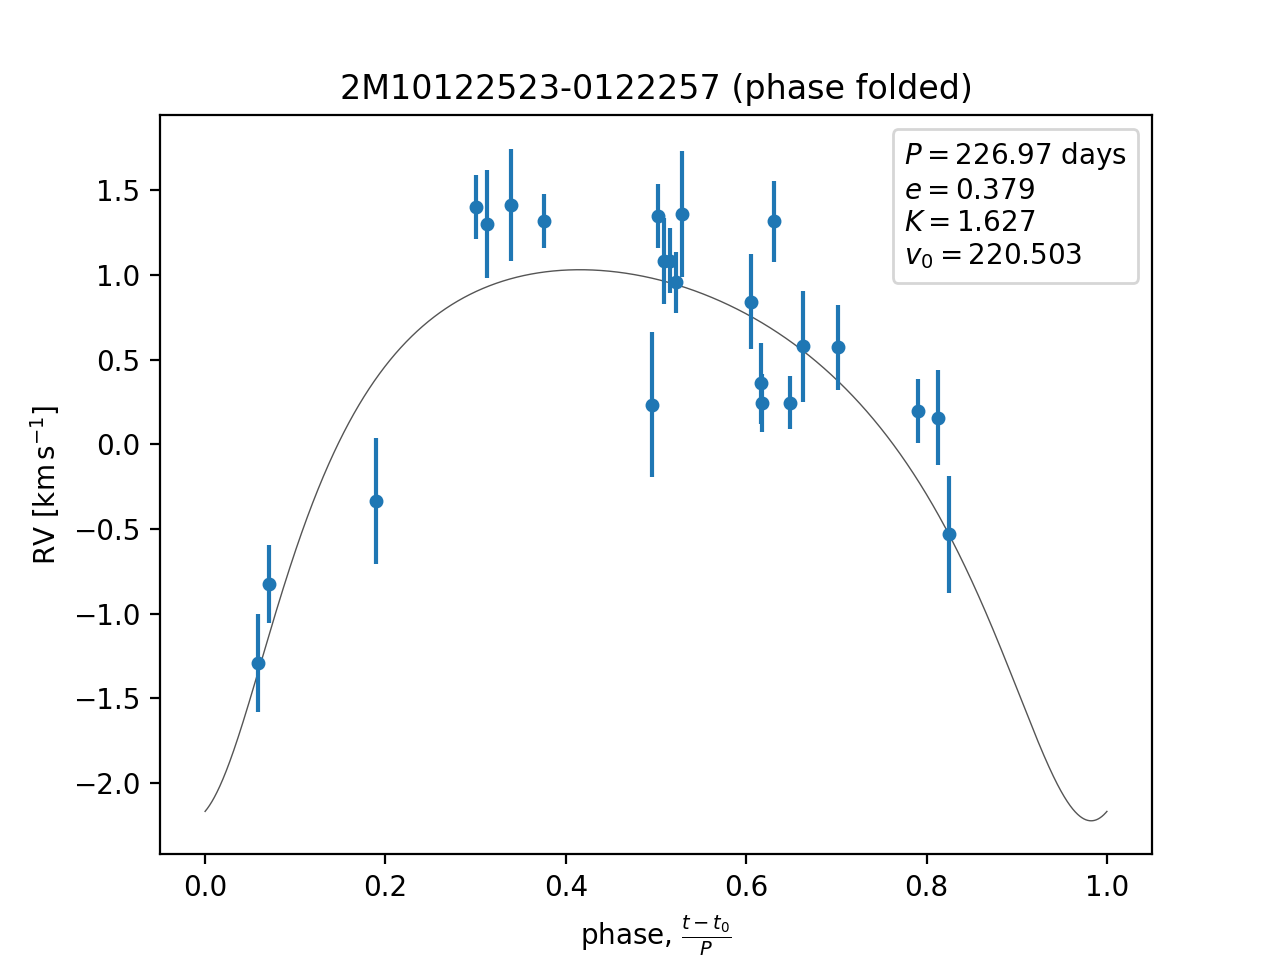 2M10122523-0122257 (phase folded)
P = 226.97 days
e = 0.379
K = 1.627
v₀ = 220.503
1.5
1.0
0.5
0.0
−0.5
−1.0
−1.5
−2.0
RV [km s⁻¹]
0.0 0.2 0.4 0.6 0.8 1.0
phase, (t − t₀)/P